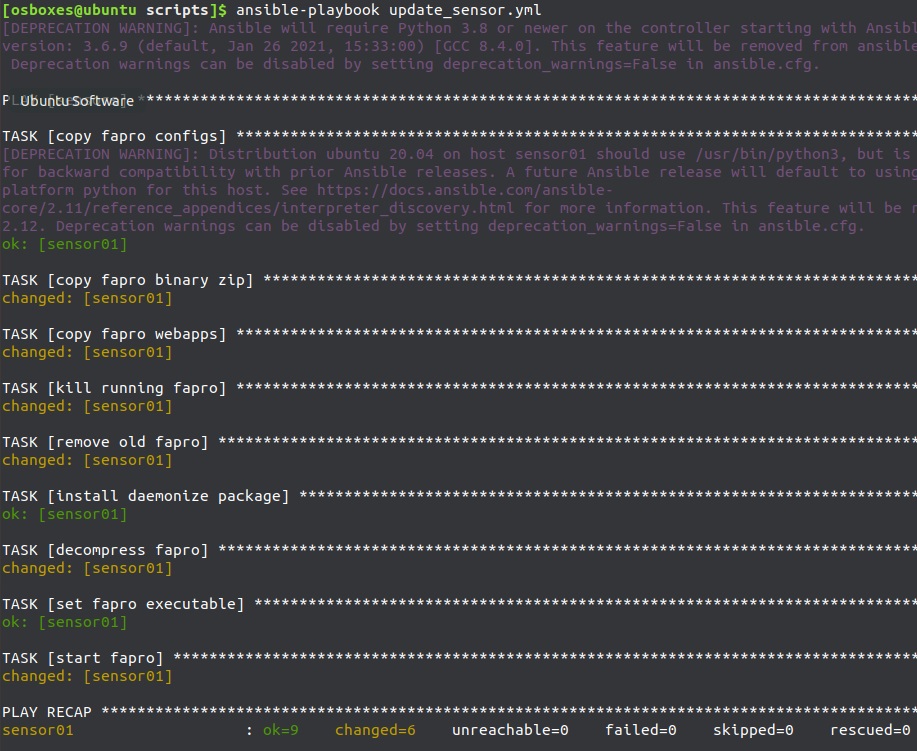 [osboxes@ubuntu scripts]$ ansible-playbook update_sensor.yml
[DEPRECATION WARNING]: Ansible will require Python 3.8 or newer on the controller starting with Ansibl
version: 3.6.9 (default, Jan 26 2021, 15:33:00) [GCC 8.4.0]. This feature will be removed from ansible
Deprecation warnings can be disabled by setting deprecation_warnings=False in ansible.cfg.
Ubuntu Software **************************************************************************************
TASK [copy fapro configs] ****************************************************************************
[DEPRECATION WARNING]: Distribution ubuntu 20.04 on host sensor01 should use /usr/bin/python3, but is
for backward compatibility with prior Ansible releases. A future Ansible release will default to using
platform python for this host. See https://docs.ansible.com/ansible-
core/2.11/reference_appendices/interpreter_discovery.html for more information. This feature will be r
2.12. Deprecation warnings can be disabled by setting deprecation_warnings=False in ansible.cfg.
ok: [sensor01]
TASK [copy fapro binary zip] *************************************************************************
changed: [sensor01]
TASK [copy fapro webapps] ****************************************************************************
changed: [sensor01]
TASK [kill running fapro] ****************************************************************************
changed: [sensor01]
TASK [remove old fapro] ******************************************************************************
changed: [sensor01]
TASK [install daemonize package] *********************************************************************
ok: [sensor01]
TASK [decompress fapro] ******************************************************************************
changed: [sensor01]
TASK [set fapro executable] **************************************************************************
ok: [sensor01]
TASK [start fapro] ***********************************************************************************
changed: [sensor01]
PLAY RECAP *******************************************************************************************
sensor01 : ok=9 changed=6 unreachable=0 failed=0 skipped=0 rescued=0